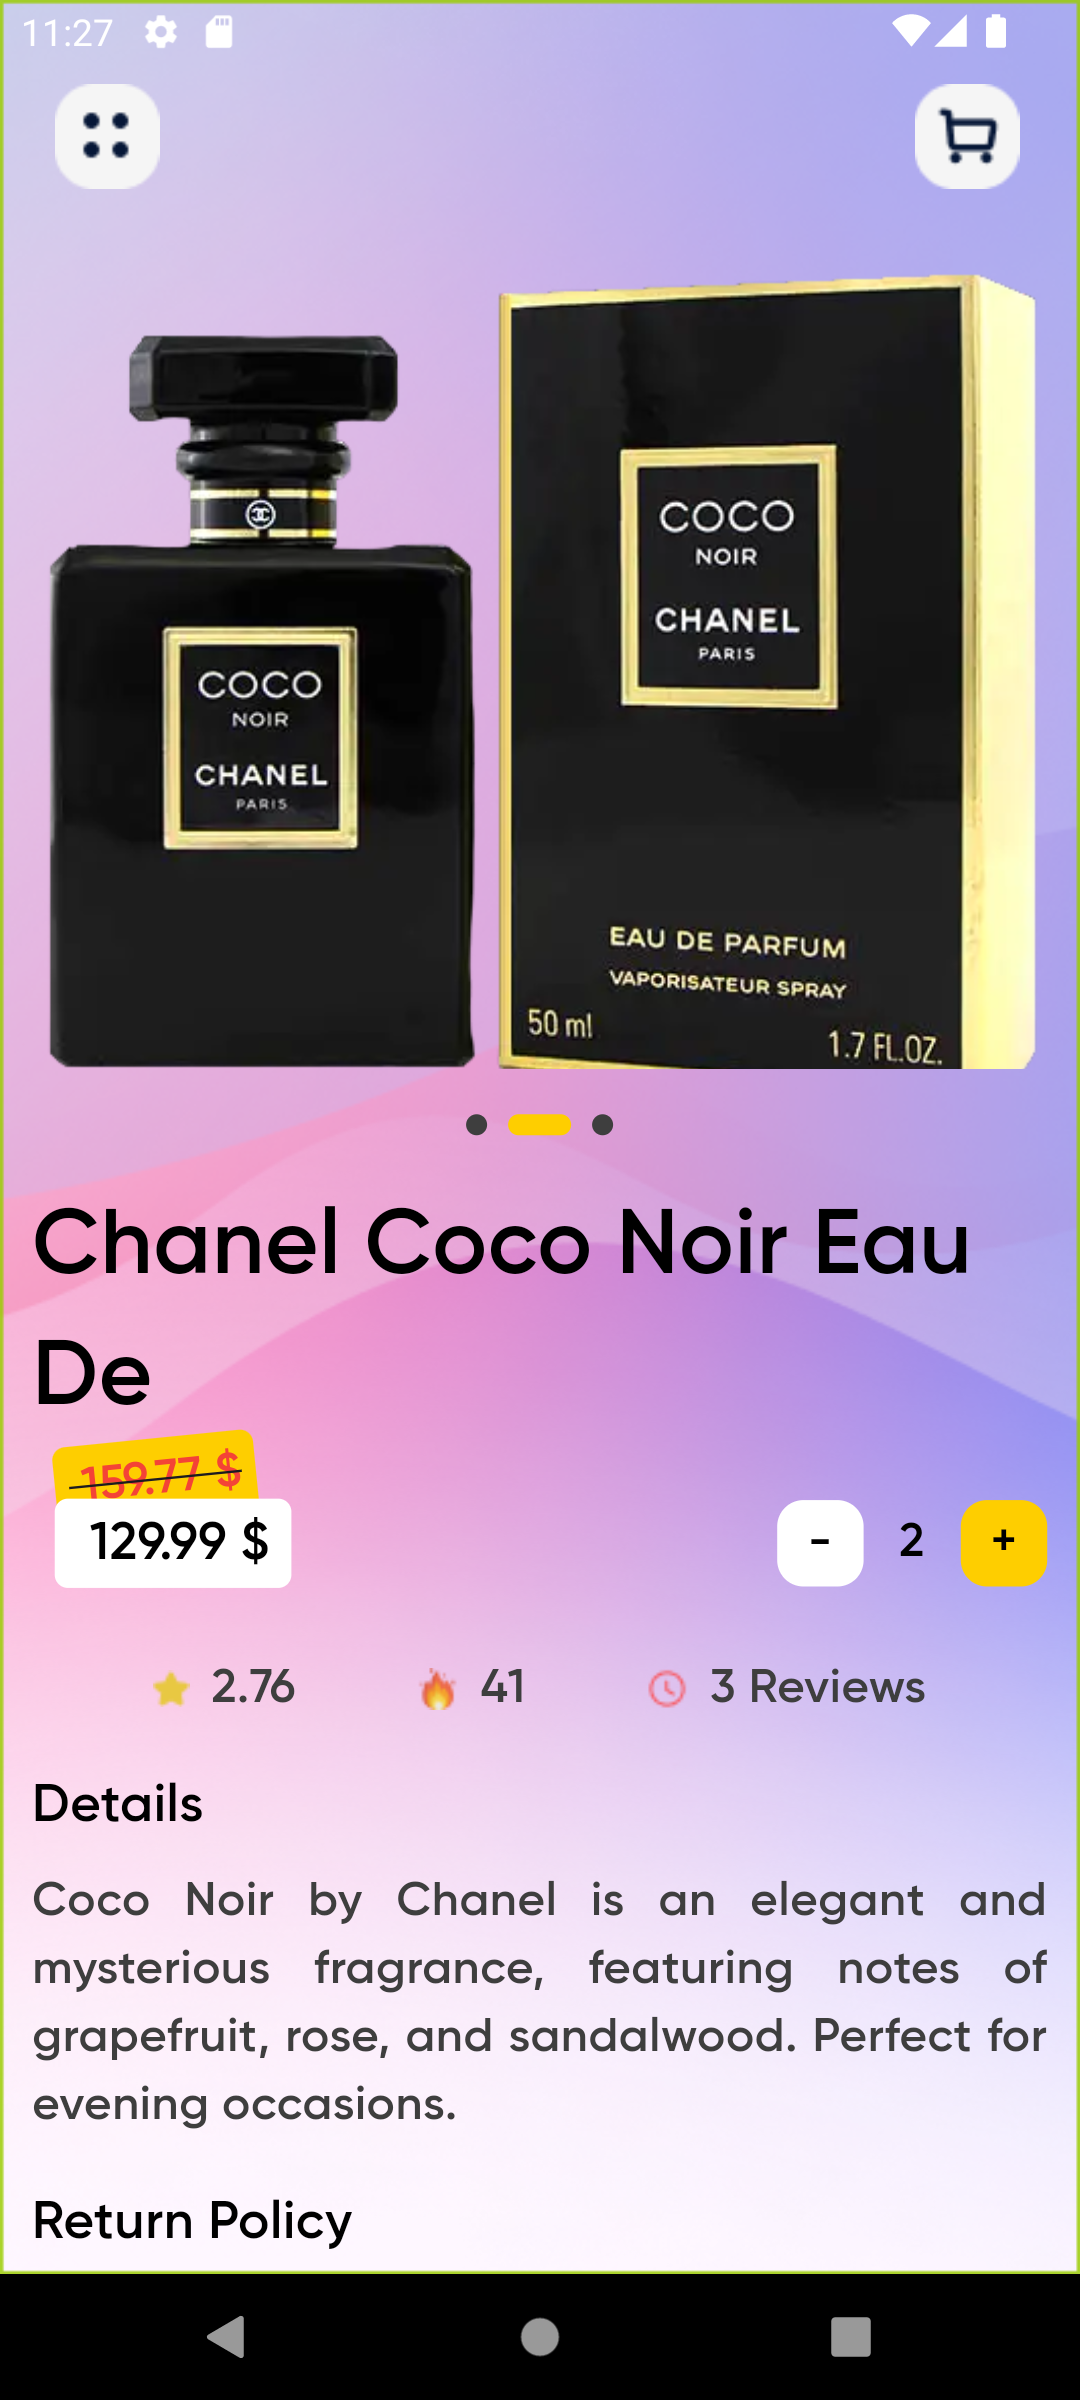 11:27
COCO
NOIR
CHANEL
PARIS
COCO
NOIR
CHANEL
PARIS
EAU DE PARFUM
VAPORISATEUR SPRAY
50 ml
1.7 FL.OZ.
Chanel Coco Noir Eau
De
159.77 $
129.99 $
- 2 +
2.76 41 3 Reviews
Details
Coco Noir by Chanel is an elegant and
mysterious fragrance, featuring notes of
grapefruit, rose, and sandalwood. Perfect for
evening occasions.
Return Policy